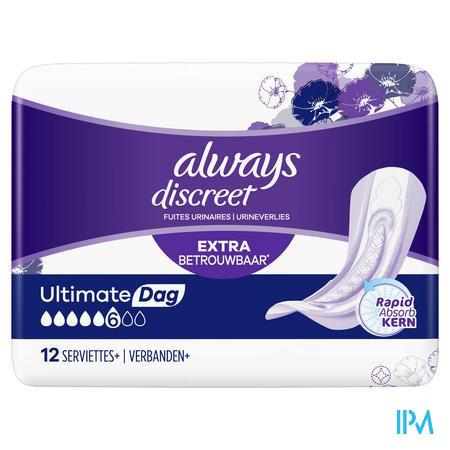 always
discreet
FUITES URINAIRES | URINEVERLIES
EXTRA
BETROUWBAAR*
Ultimate Dag
6
Rapid
Absorb
KERN
12 SERVIETTES+ | VERBANDEN+
IPM